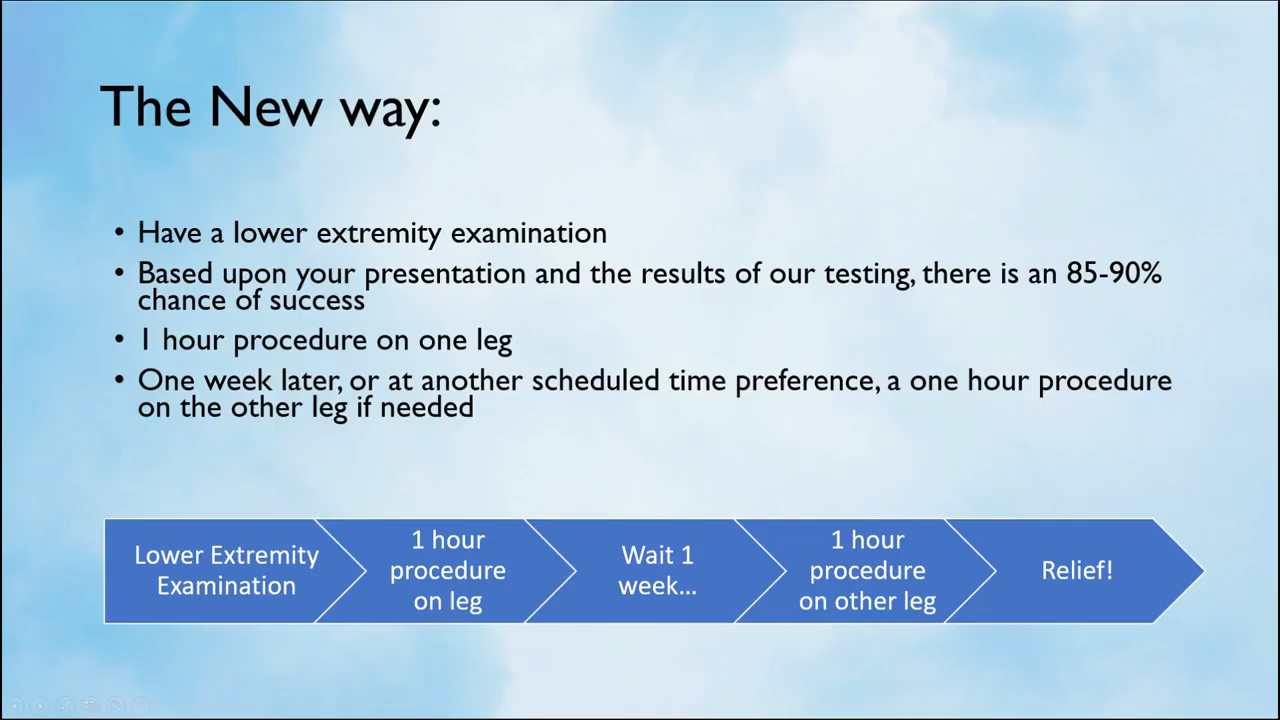 The New way:
• Have a lower extremity examination
• Based upon your presentation and the results of our testing, there is an 85-90%
chance of success
• 1 hour procedure on one leg
• One week later, or at another scheduled time preference, a one hour procedure
on the other leg if needed
Lower Extremity
Examination
1 hour
procedure
on leg
Wait 1
week...
1 hour
procedure
on other leg
Relief!